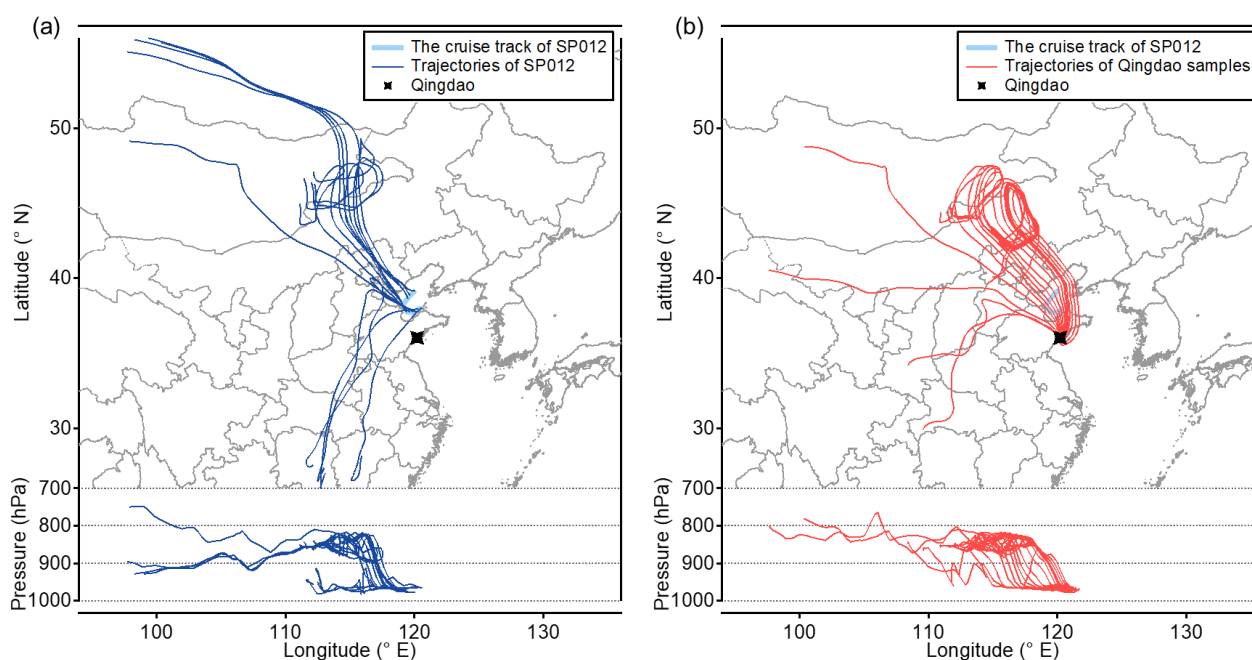 (a)
The cruise track of SP012
Trajectories of SP012
Qingdao
50
40
30
Latitude (° N)
700
800
900
1000
Pressure (hPa)
100
110
120
130
Longitude (° E)
(b)
The cruise track of SP012
Trajectories of Qingdao samples
Qingdao
50
40
30
Latitude (° N)
700
800
900
1000
Pressure (hPa)
100
110
120
130
Longitude (° E)